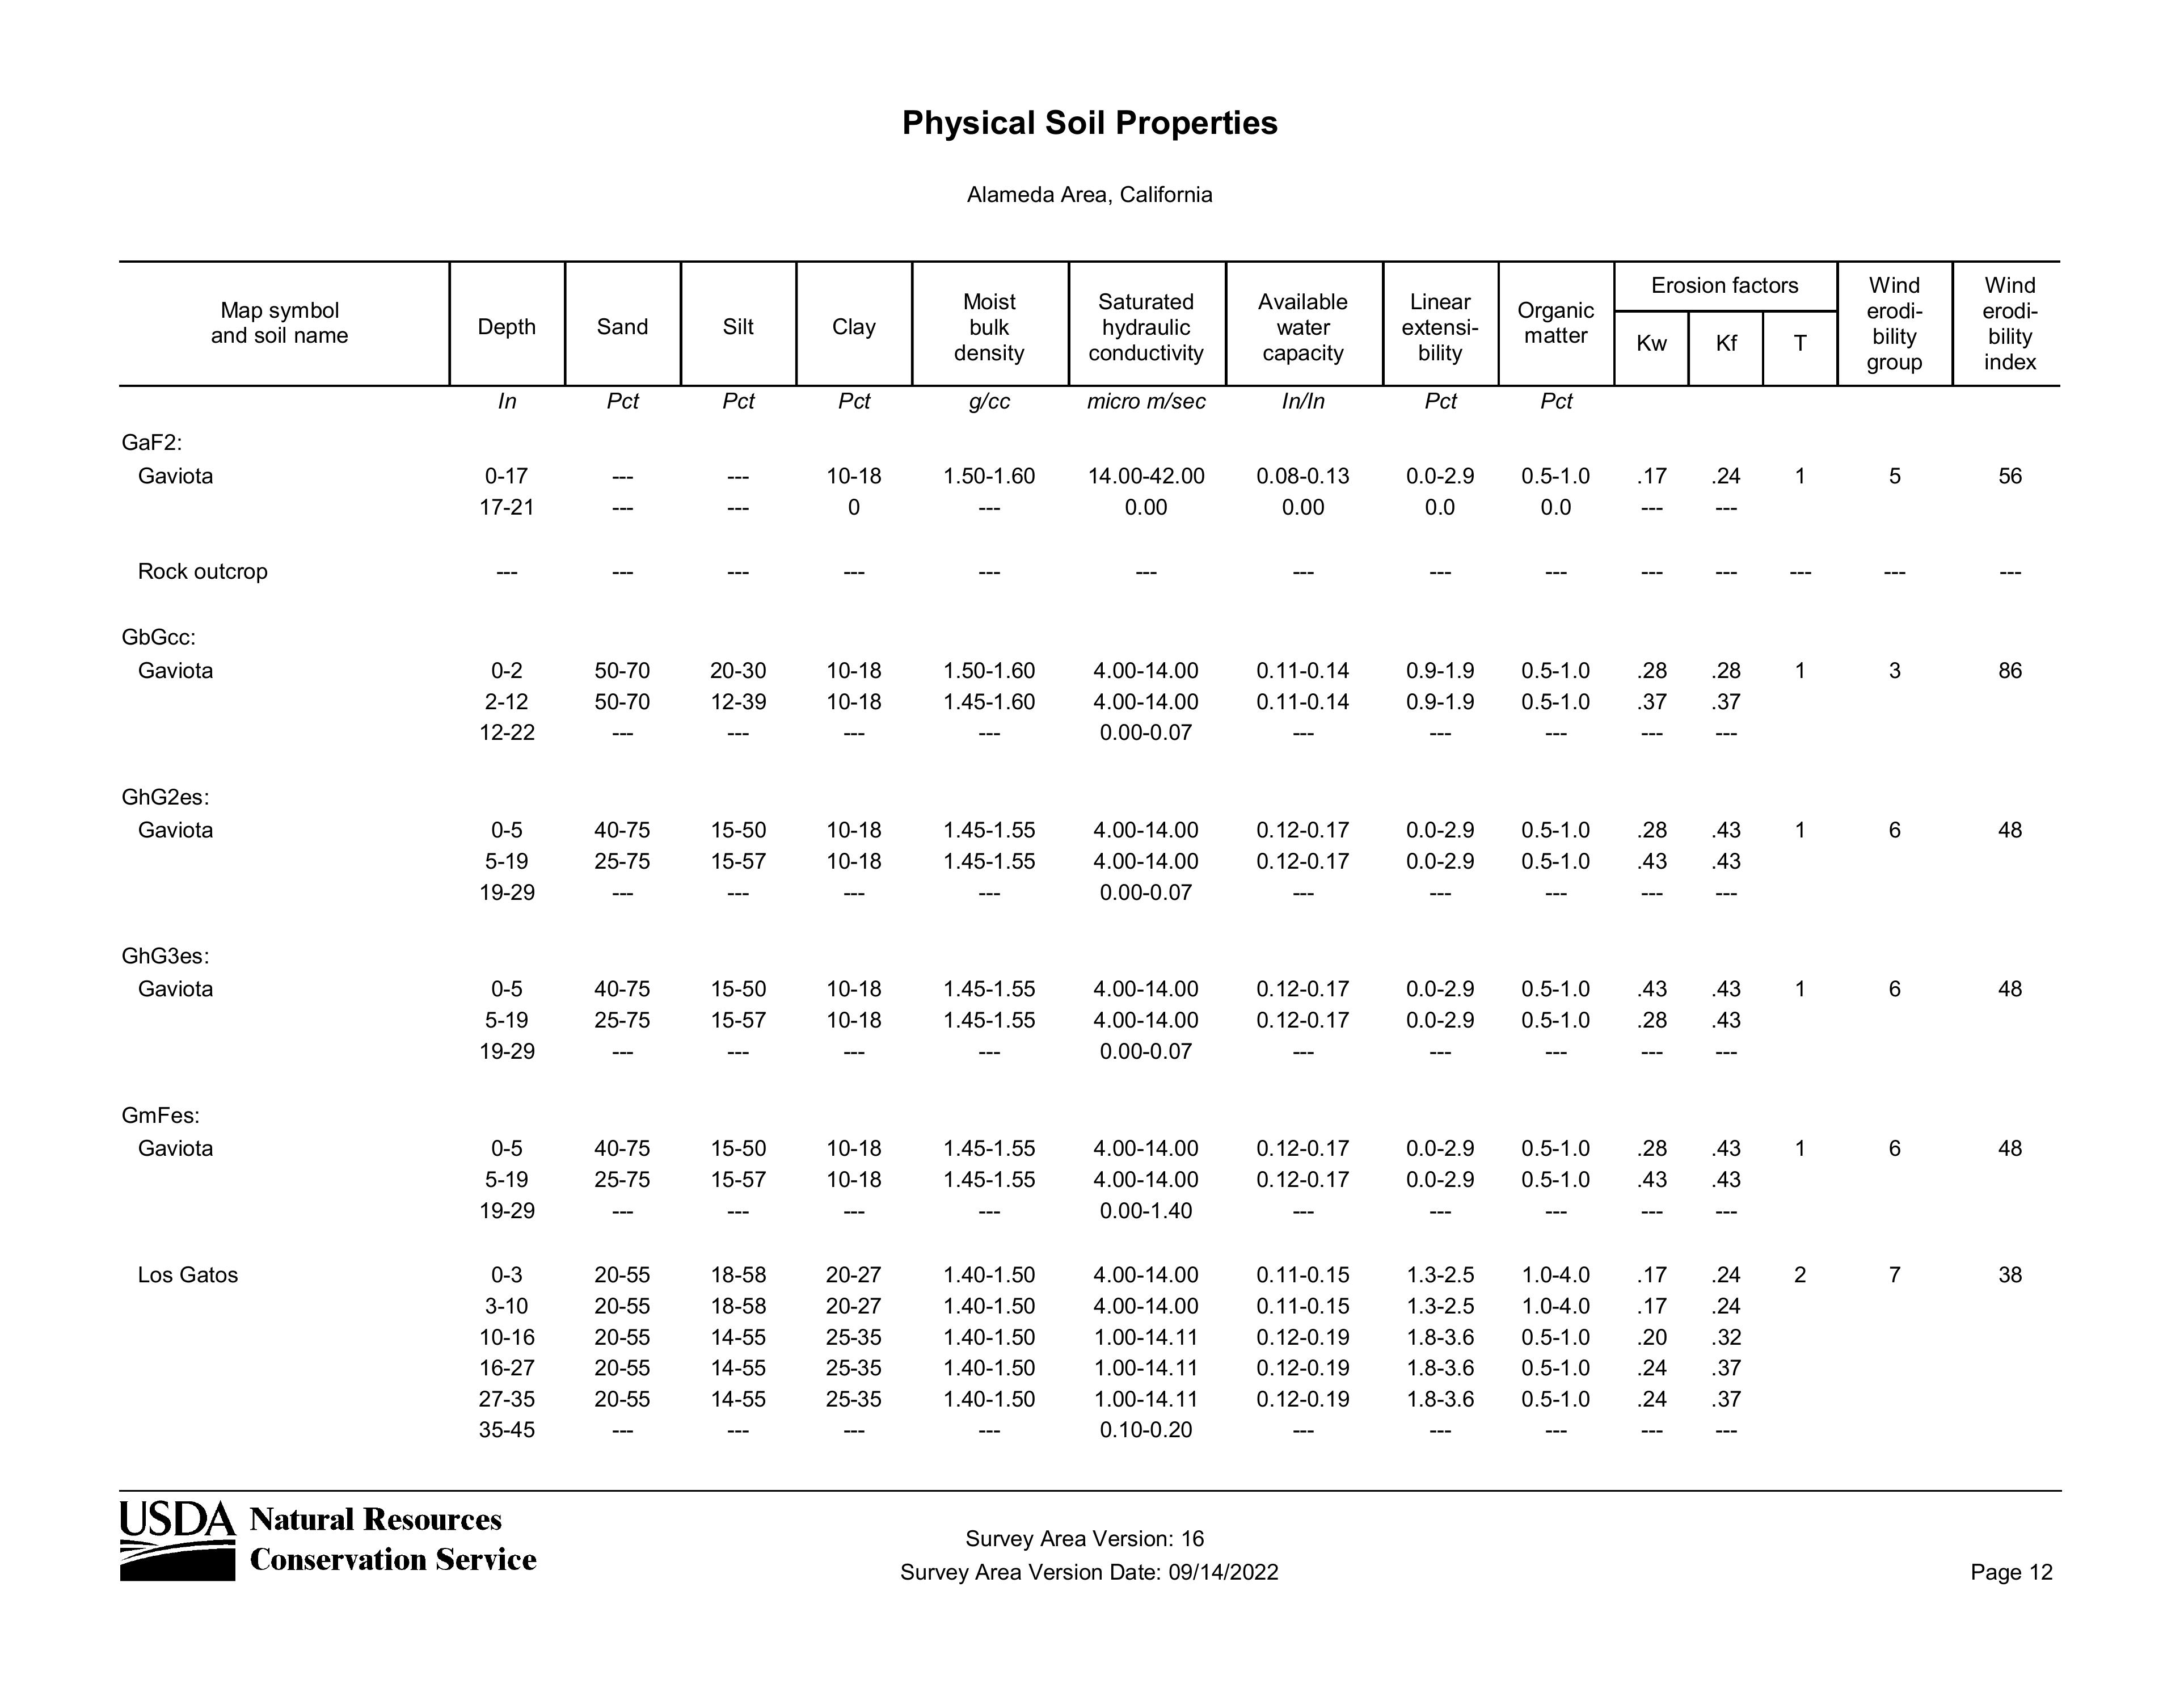 Physical Soil Properties
Alameda Area, California
Map symbol and soil name | Depth | Sand | Silt | Clay | Moist bulk density | Saturated hydraulic conductivity | Available water capacity | Linear extensi- bility | Organic matter | Erosion factors Kw | Kf | T | Wind erodi- bility group | Wind erodi- bility index
In Pct Pct Pct g/cc micro m/sec In/In Pct Pct
GaF2:
Gaviota 0-17 --- --- 10-18 1.50-1.60 14.00-42.00 0.08-0.13 0.0-2.9 0.5-1.0 .17 .24 1 5 56
17-21 --- --- 0 --- 0.00 0.00 0.0 0.0 --- ---
Rock outcrop --- --- --- --- --- --- --- --- --- --- --- --- --- ---
GbGcc:
Gaviota 0-2 50-70 20-30 10-18 1.50-1.60 4.00-14.00 0.11-0.14 0.9-1.9 0.5-1.0 .28 .28 1 3 86
2-12 50-70 12-39 10-18 1.45-1.60 4.00-14.00 0.11-0.14 0.9-1.9 0.5-1.0 .37 .37
12-22 --- --- --- --- 0.00-0.07 --- --- --- --- ---
GhG2es:
Gaviota 0-5 40-75 15-50 10-18 1.45-1.55 4.00-14.00 0.12-0.17 0.0-2.9 0.5-1.0 .28 .43 1 6 48
5-19 25-75 15-57 10-18 1.45-1.55 4.00-14.00 0.12-0.17 0.0-2.9 0.5-1.0 .43 .43
19-29 --- --- --- --- 0.00-0.07 --- --- --- --- ---
GhG3es:
Gaviota 0-5 40-75 15-50 10-18 1.45-1.55 4.00-14.00 0.12-0.17 0.0-2.9 0.5-1.0 .43 .43 1 6 48
5-19 25-75 15-57 10-18 1.45-1.55 4.00-14.00 0.12-0.17 0.0-2.9 0.5-1.0 .28 .43
19-29 --- --- --- --- 0.00-0.07 --- --- --- --- ---
GmFes:
Gaviota 0-5 40-75 15-50 10-18 1.45-1.55 4.00-14.00 0.12-0.17 0.0-2.9 0.5-1.0 .28 .43 1 6 48
5-19 25-75 15-57 10-18 1.45-1.55 4.00-14.00 0.12-0.17 0.0-2.9 0.5-1.0 .43 .43
19-29 --- --- --- --- 0.00-1.40 --- --- --- --- ---
Los Gatos 0-3 20-55 18-58 20-27 1.40-1.50 4.00-14.00 0.11-0.15 1.3-2.5 1.0-4.0 .17 .24 2 7 38
3-10 20-55 18-58 20-27 1.40-1.50 4.00-14.00 0.11-0.15 1.3-2.5 1.0-4.0 .17 .24
10-16 20-55 14-55 25-35 1.40-1.50 1.00-14.11 0.12-0.19 1.8-3.6 0.5-1.0 .20 .32
16-27 20-55 14-55 25-35 1.40-1.50 1.00-14.11 0.12-0.19 1.8-3.6 0.5-1.0 .24 .37
27-35 20-55 14-55 25-35 1.40-1.50 1.00-14.11 0.12-0.19 1.8-3.6 0.5-1.0 .24 .37
35-45 --- --- --- --- 0.10-0.20 --- --- --- --- ---
USDA Natural Resources
Conservation Service
Survey Area Version: 16
Survey Area Version Date: 09/14/2022
Page 12